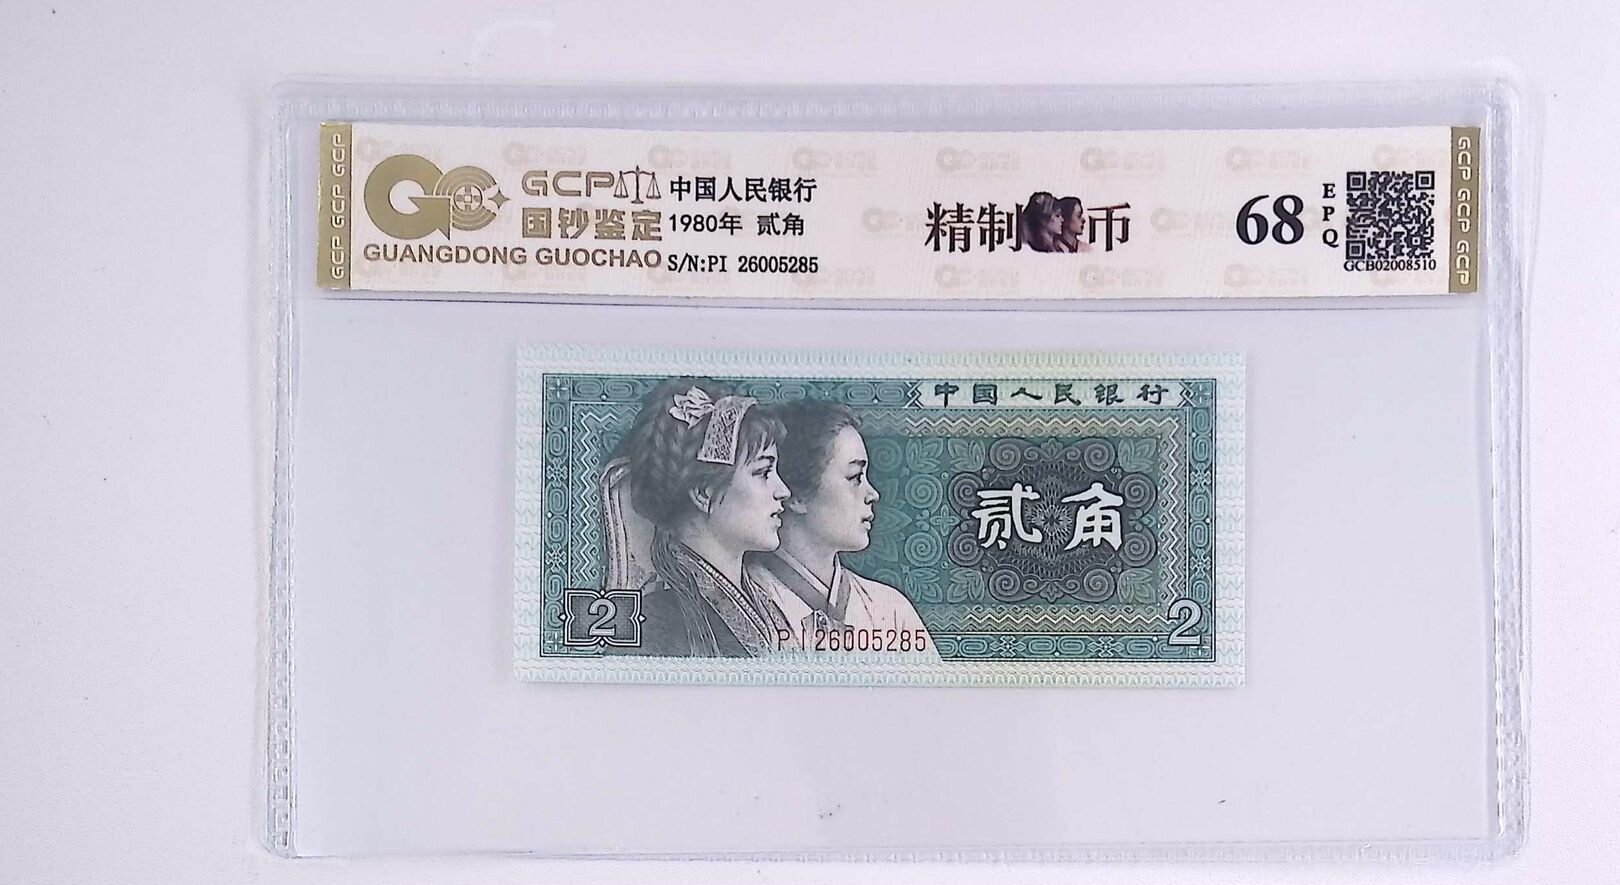 GCP
国钞鉴定
GUANGDONG GUOCHAO
中国人民银行
1980年 贰角
S/N:PI 26005285
精制币
68
EPQ
GCB02008510
GCP GCP GCP
GCP GCP GCP
中国人民银行
贰角
2
PI26005285
2